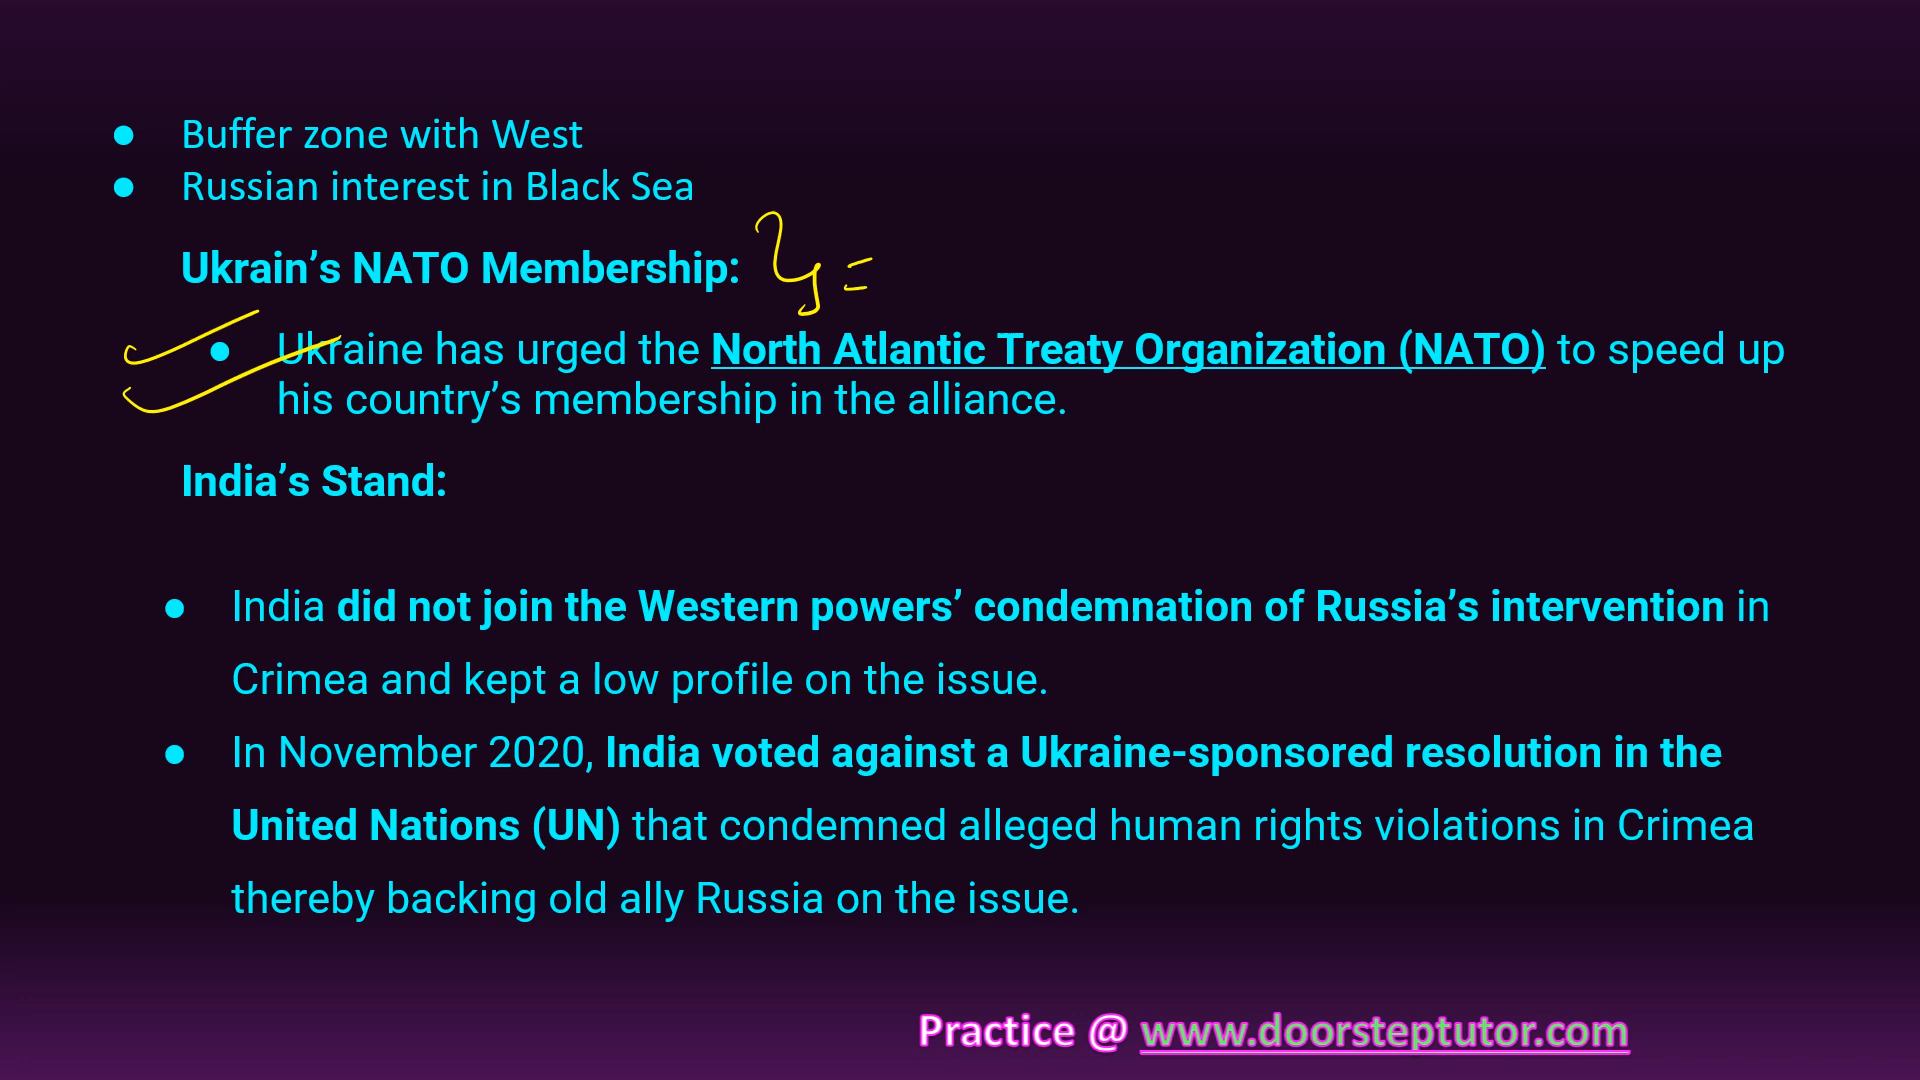 ● Buffer zone with West
● Russian interest in Black Sea
Ukrain’s NATO Membership:
● Ukraine has urged the North Atlantic Treaty Organization (NATO) to speed up
his country’s membership in the alliance.
India’s Stand:
● India did not join the Western powers’ condemnation of Russia’s intervention in
Crimea and kept a low profile on the issue.
● In November 2020, India voted against a Ukraine-sponsored resolution in the
United Nations (UN) that condemned alleged human rights violations in Crimea
thereby backing old ally Russia on the issue.
Practice @ www.doorsteptutor.com